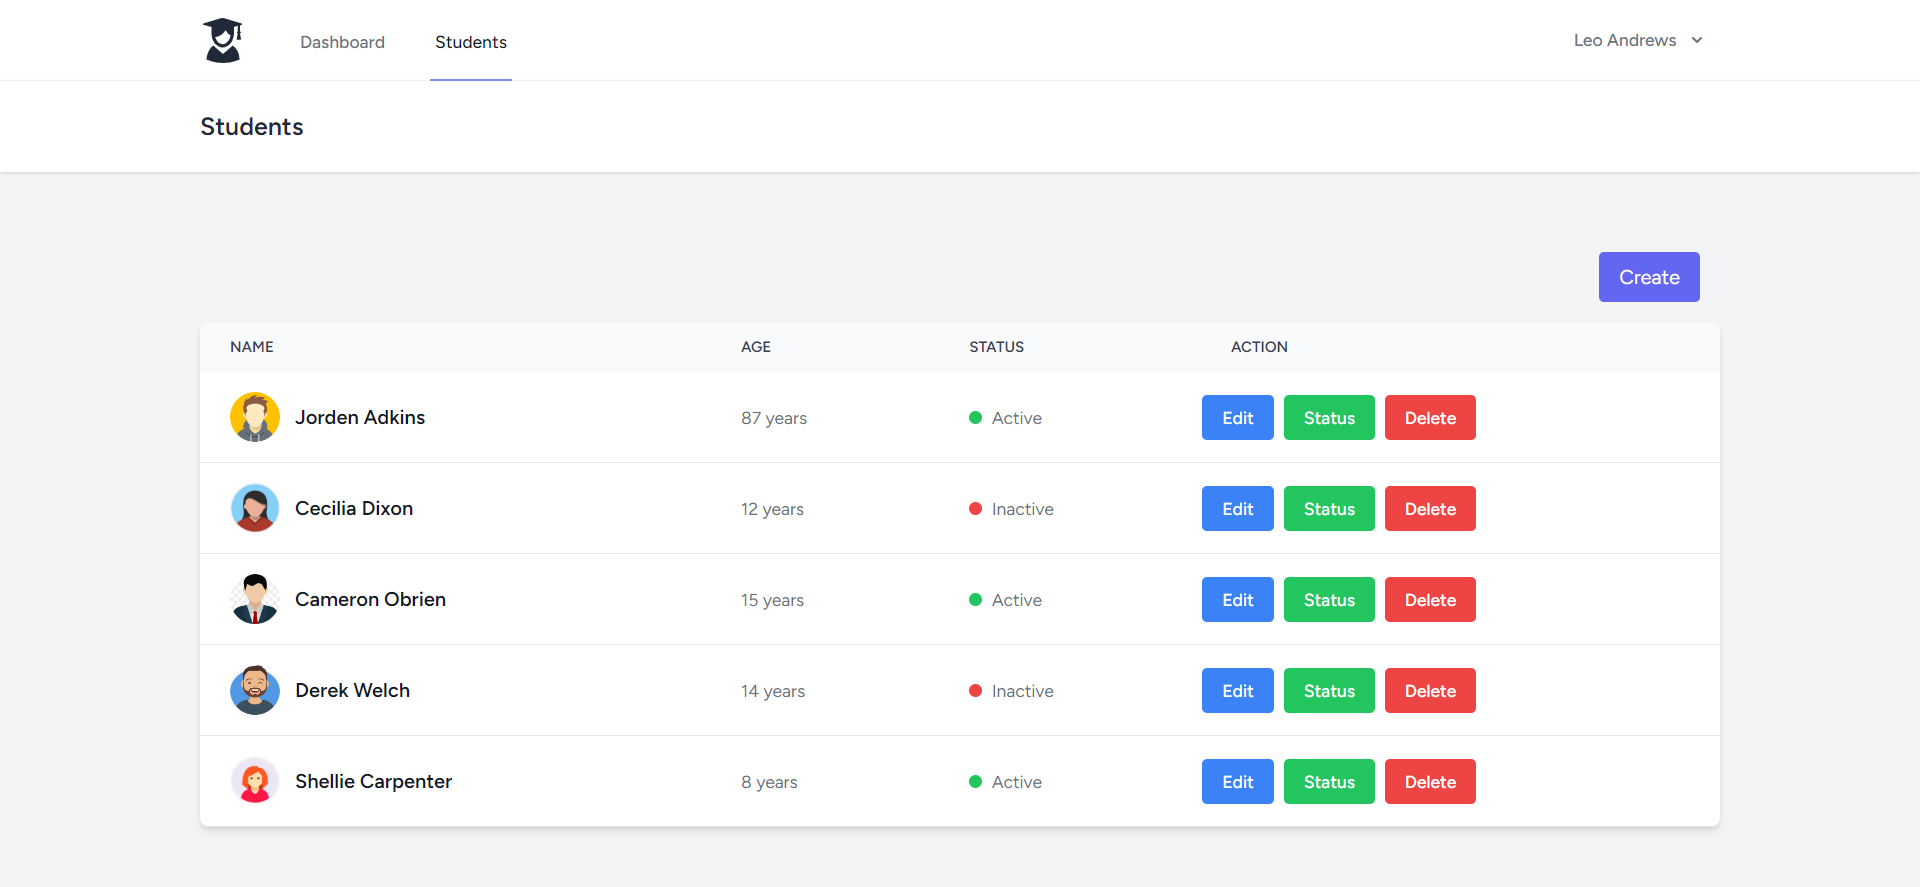 Dashboard Students Leo Andrews
Students
Create
NAME AGE STATUS ACTION
Jorden Adkins 87 years Active Edit Status Delete
Cecilia Dixon 12 years Inactive Edit Status Delete
Cameron Obrien 15 years Active Edit Status Delete
Derek Welch 14 years Inactive Edit Status Delete
Shellie Carpenter 8 years Active Edit Status Delete